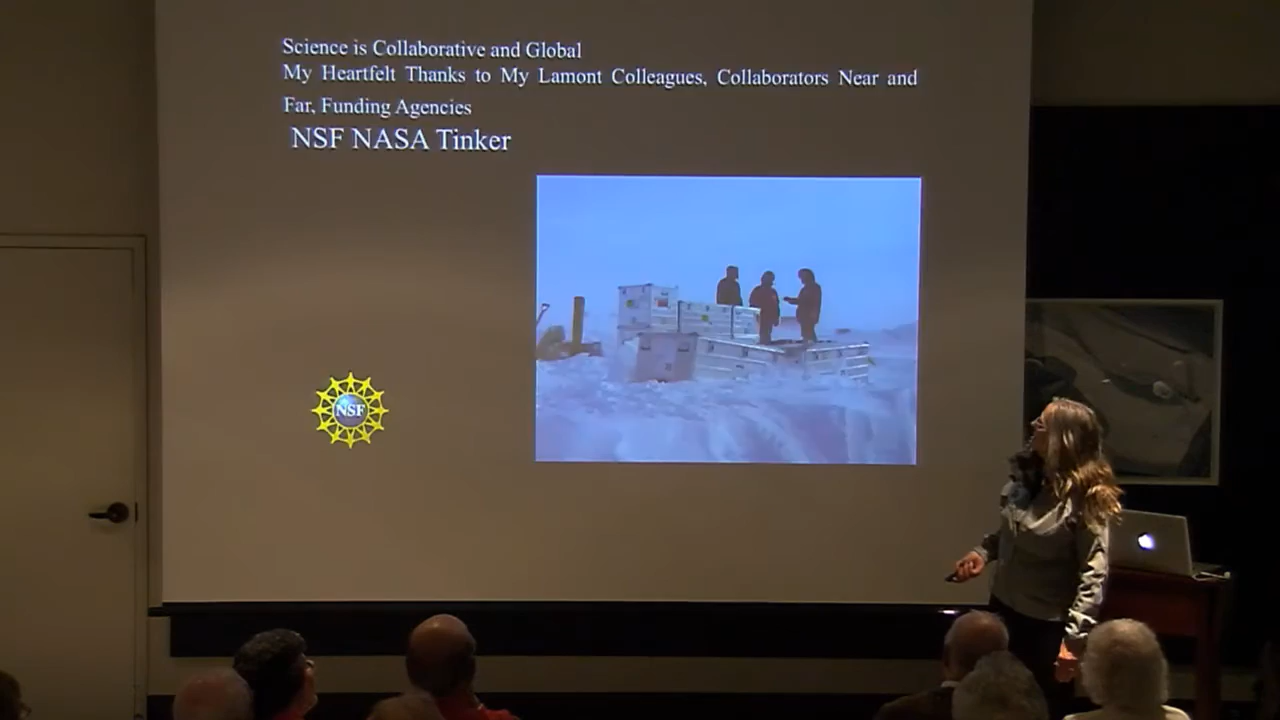 Science is Collaborative and Global
My Heartfelt Thanks to My Lamont Colleagues, Collaborators Near and
Far, Funding Agencies
NSF NASA Tinker
NSF